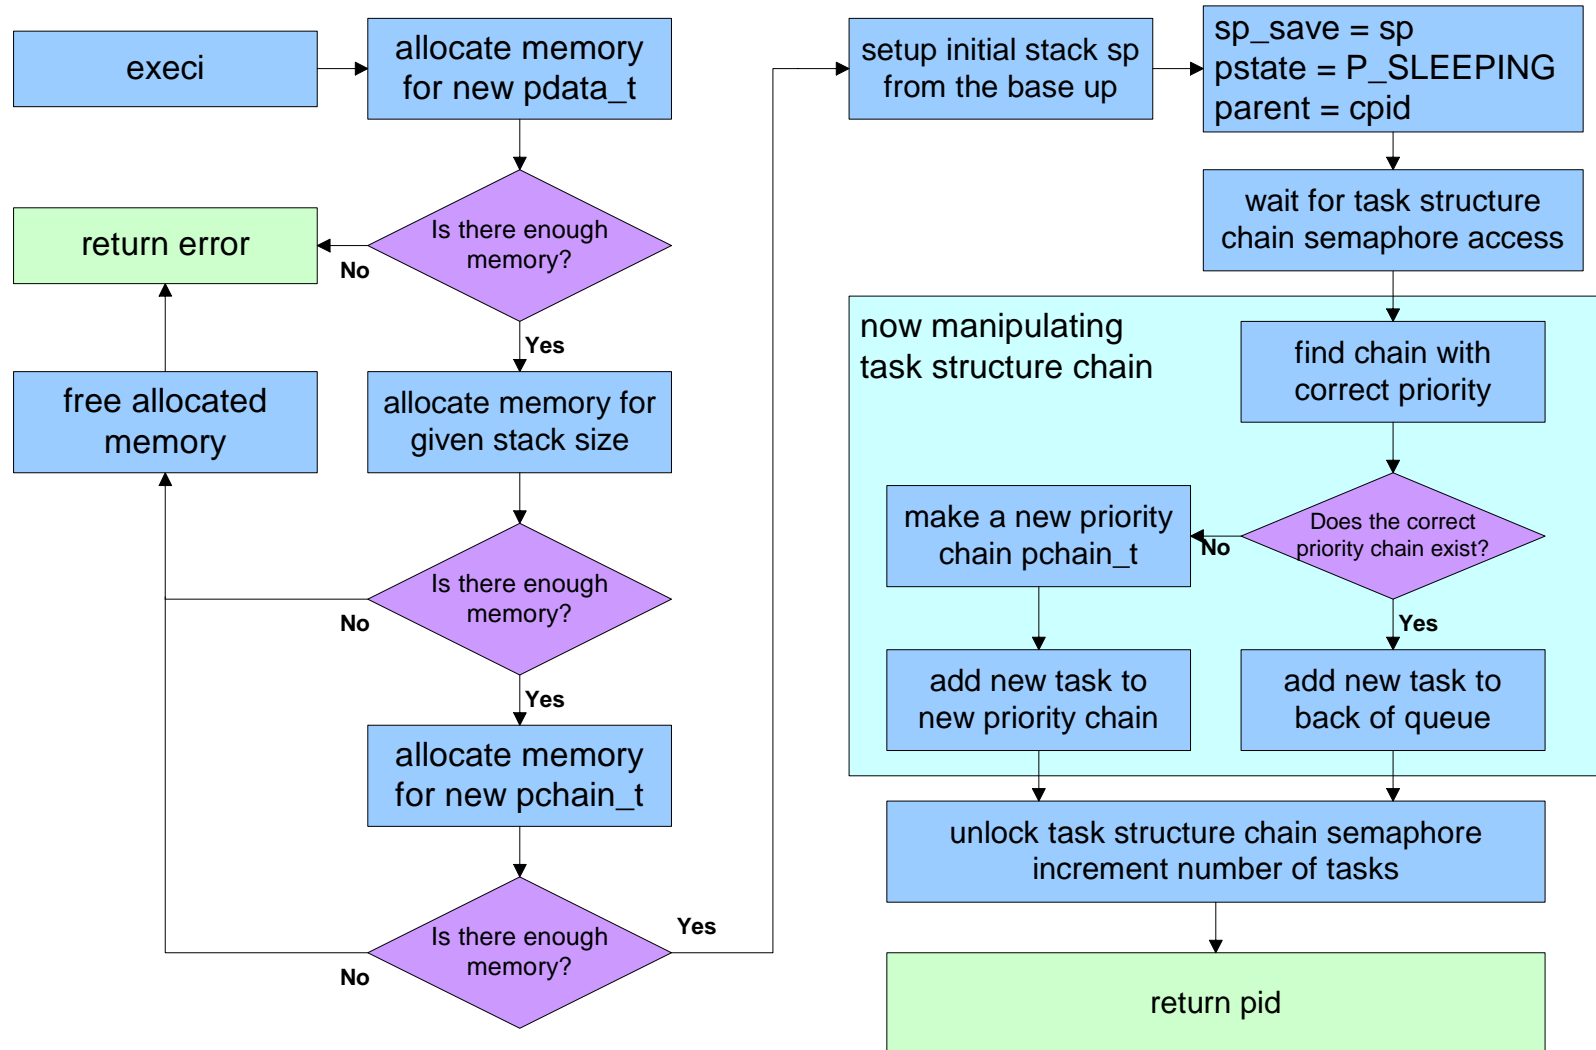 execi
allocate memory
for new pdata_t
Is there enough
memory?
No
return error
Yes
allocate memory for
given stack size
free allocated
memory
Is there enough
memory?
No
Yes
allocate memory
for new pchain_t
Is there enough
memory?
No
Yes
setup initial stack sp
from the base up
sp_save = sp
pstate = P_SLEEPING
parent = cpid
wait for task structure
chain semaphore access
now manipulating
task structure chain
find chain with
correct priority
Does the correct
priority chain exist?
No
make a new priority
chain pchain_t
Yes
add new task to
new priority chain
add new task to
back of queue
unlock task structure chain semaphore
increment number of tasks
return pid